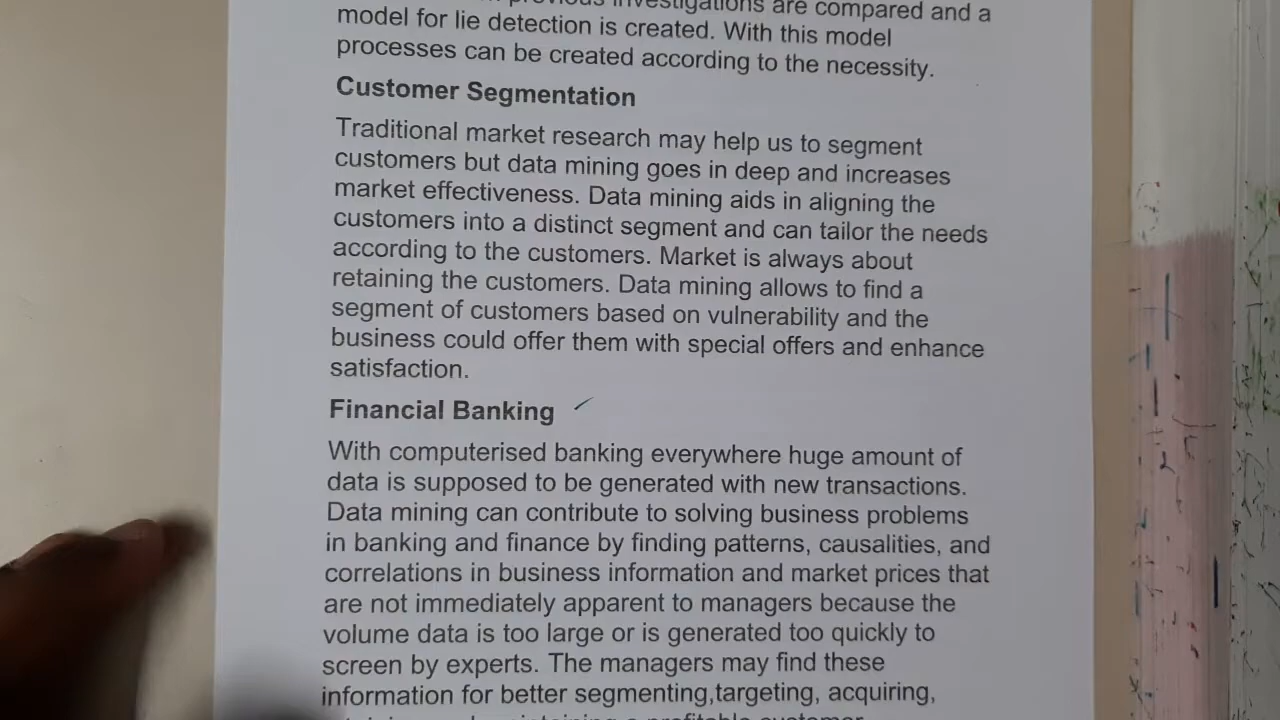 investigations are compared and a
model for lie detection is created. With this model
processes can be created according to the necessity.
Customer Segmentation
Traditional market research may help us to segment
customers but data mining goes in deep and increases
market effectiveness. Data mining aids in aligning the
customers into a distinct segment and can tailor the needs
according to the customers. Market is always about
retaining the customers. Data mining allows to find a
segment of customers based on vulnerability and the
business could offer them with special offers and enhance
satisfaction.
Financial Banking
With computerised banking everywhere huge amount of
data is supposed to be generated with new transactions.
Data mining can contribute to solving business problems
in banking and finance by finding patterns, causalities, and
correlations in business information and market prices that
are not immediately apparent to managers because the
volume data is too large or is generated too quickly to
screen by experts. The managers may find these
information for better segmenting,targeting, acquiring,